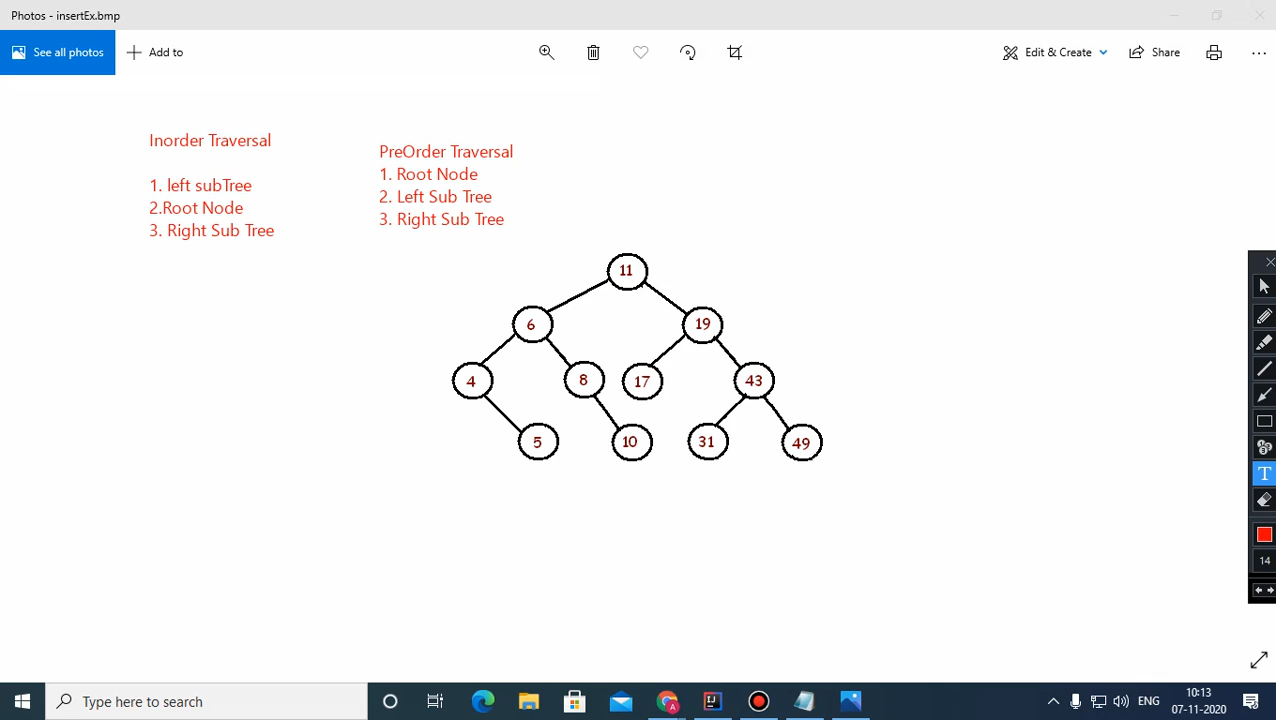 Photos - insertEx.bmp
See all photos
Add to
Edit & Create
Share
Inorder Traversal
1. left subTree
2.Root Node
3. Right Sub Tree
PreOrder Traversal
1. Root Node
2. Left Sub Tree
3. Right Sub Tree
11
6
19
4
8
17
43
5
10
31
49
T
14
Type here to search
ENG
10:13
07-11-2020